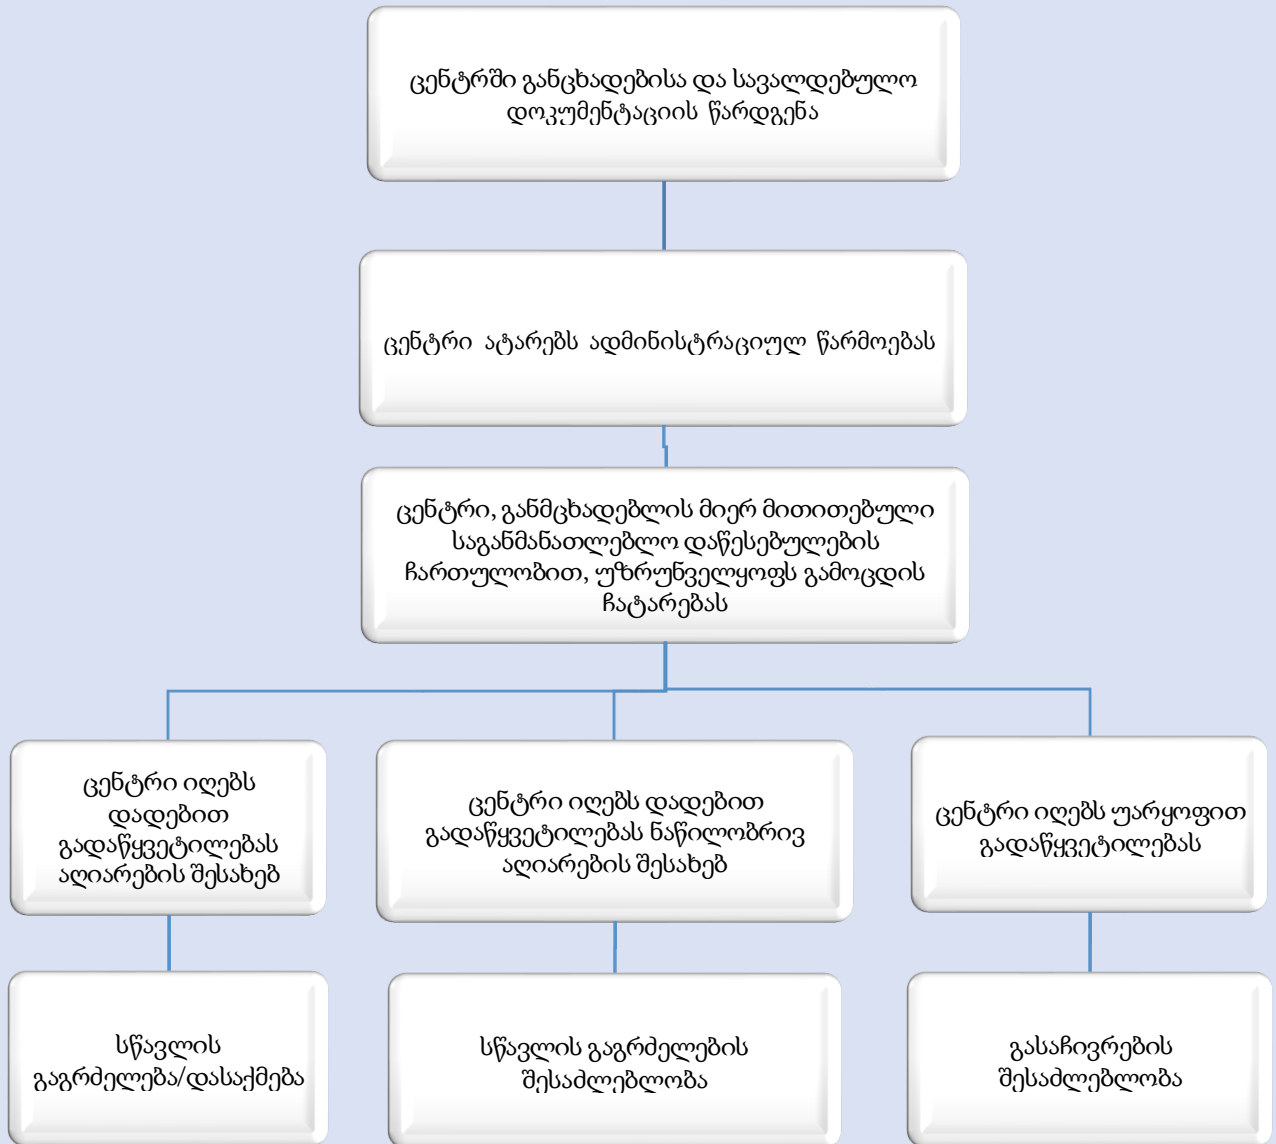 ცენტრში განცხადებისა და სავალდებულო
დოკუმენტაციის წარდგენა
ცენტრი ატარებს ადმინისტრაციულ წარმოებას
ცენტრი, განმცხადებლის მიერ მითითებული
საგანმანათლებლო დაწესებულების
ჩართულობით, უზრუნველყოფს გამოცდის
ჩატარებას
ცენტრი იღებს
დადებით
გადაწყვეტილებას
აღიარების შესახებ
ცენტრი იღებს დადებით
გადაწყვეტილებას ნაწილობრივ
აღიარების შესახებ
ცენტრი იღებს უარყოფით
გადაწყვეტილებას
სწავლის
გაგრძელება/დასაქმება
სწავლის გაგრძელების
შესაძლებლობა
გასაჩივრების
შესაძლებლობა